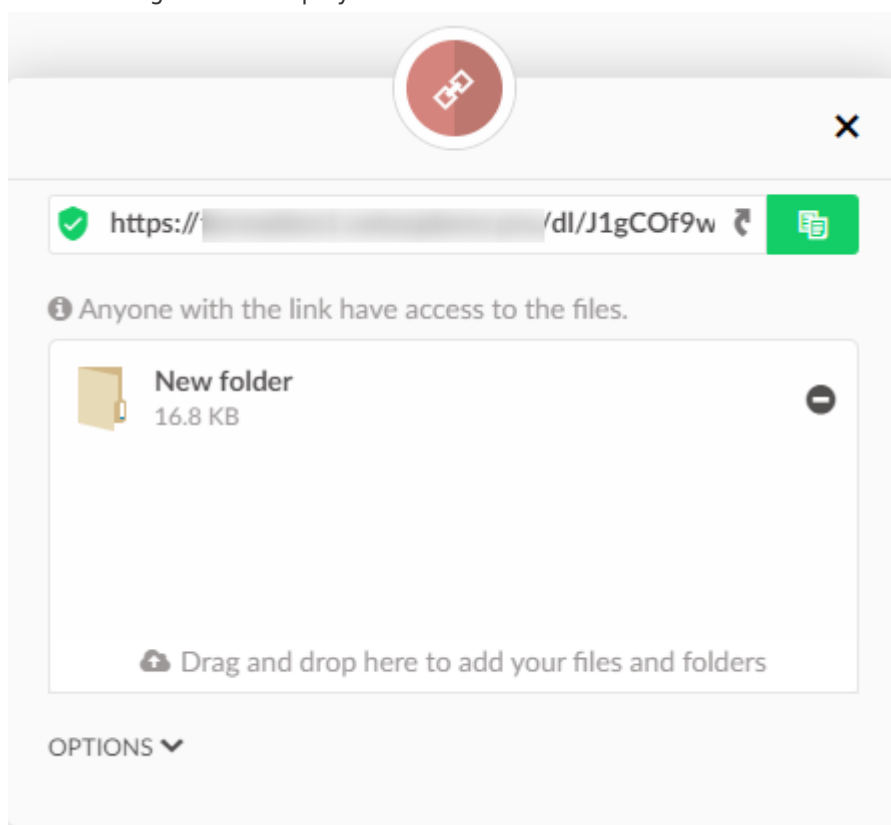 https:// /dl/J1gCOf9w
Anyone with the link have access to the files.
New folder
16.8 KB
Drag and drop here to add your files and folders
OPTIONS